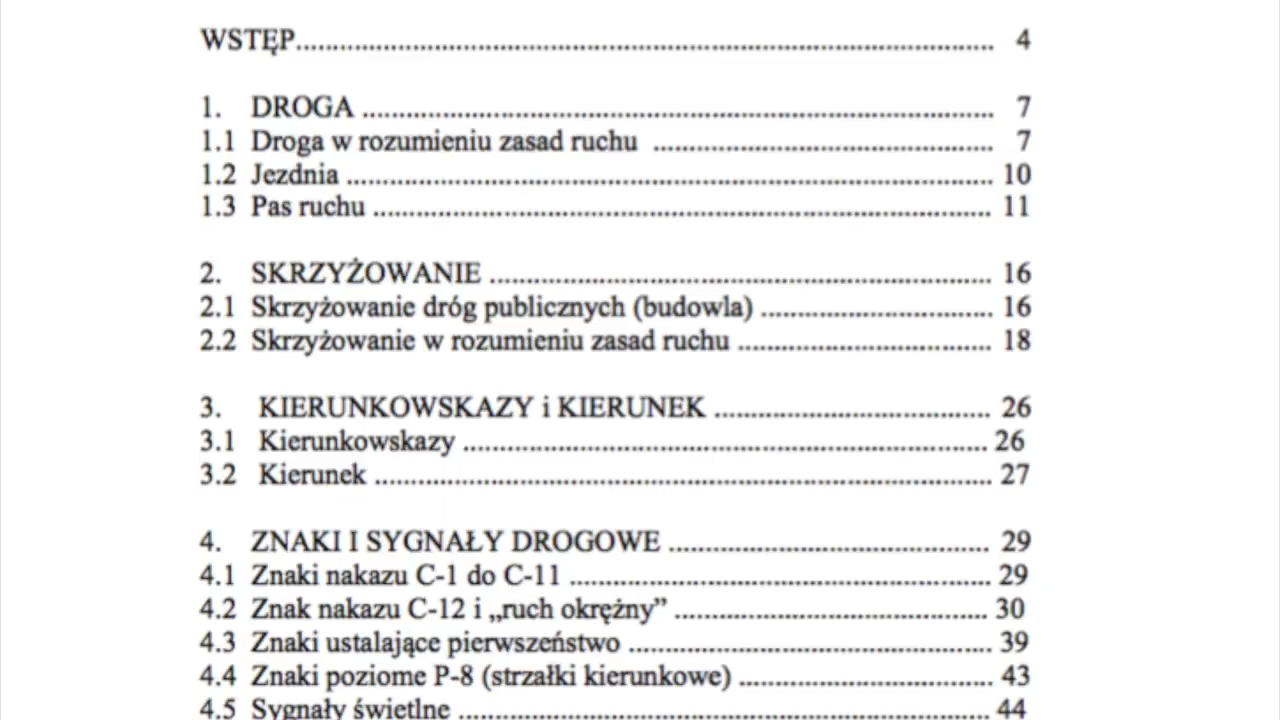 WSTĘP................................................................................................ 4
1. DROGA ....................................................................................... 7
1.1 Droga w rozumieniu zasad ruchu ............................................... 7
1.2 Jezdnia ......................................................................................... 10
1.3 Pas ruchu ..................................................................................... 11
2. SKRZYŻOWANIE ..................................................................... 16
2.1 Skrzyżowanie dróg publicznych (budowla) ................................ 16
2.2 Skrzyżowanie w rozumieniu zasad ruchu ................................... 18
3. KIERUNKOWSKAZY i KIERUNEK ...................................... 26
3.1 Kierunkowskazy ........................................................................ 26
3.2 Kierunek ..................................................................................... 27
4. ZNAKI I SYGNAŁY DROGOWE ............................................ 29
4.1 Znaki nakazu C-1 do C-11 .......................................................... 29
4.2 Znak nakazu C-12 i „ruch okrężny” ........................................... 30
4.3 Znaki ustalające pierwszeństwo .................................................. 39
4.4 Znaki poziome P-8 (strzałki kierunkowe) ................................... 43
4.5 Sygnały świetlne ......................................................................... 44